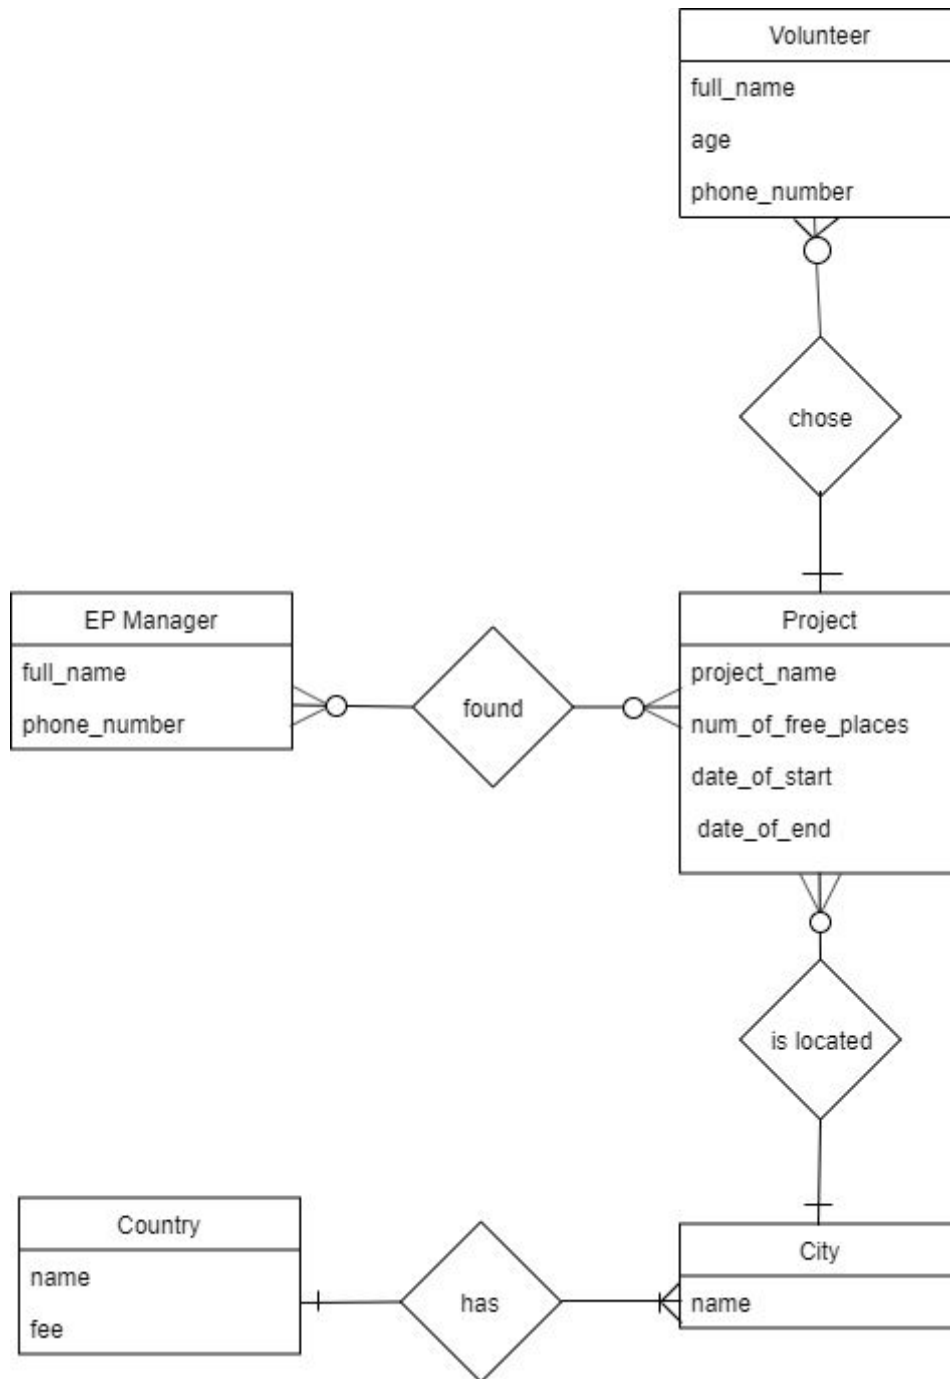 Volunteer
full_name
age
phone_number
chose
EP Manager
full_name
phone_number
found
Project
project_name
num_of_free_places
date_of_start
date_of_end
is located
Country
name
fee
has
City
name